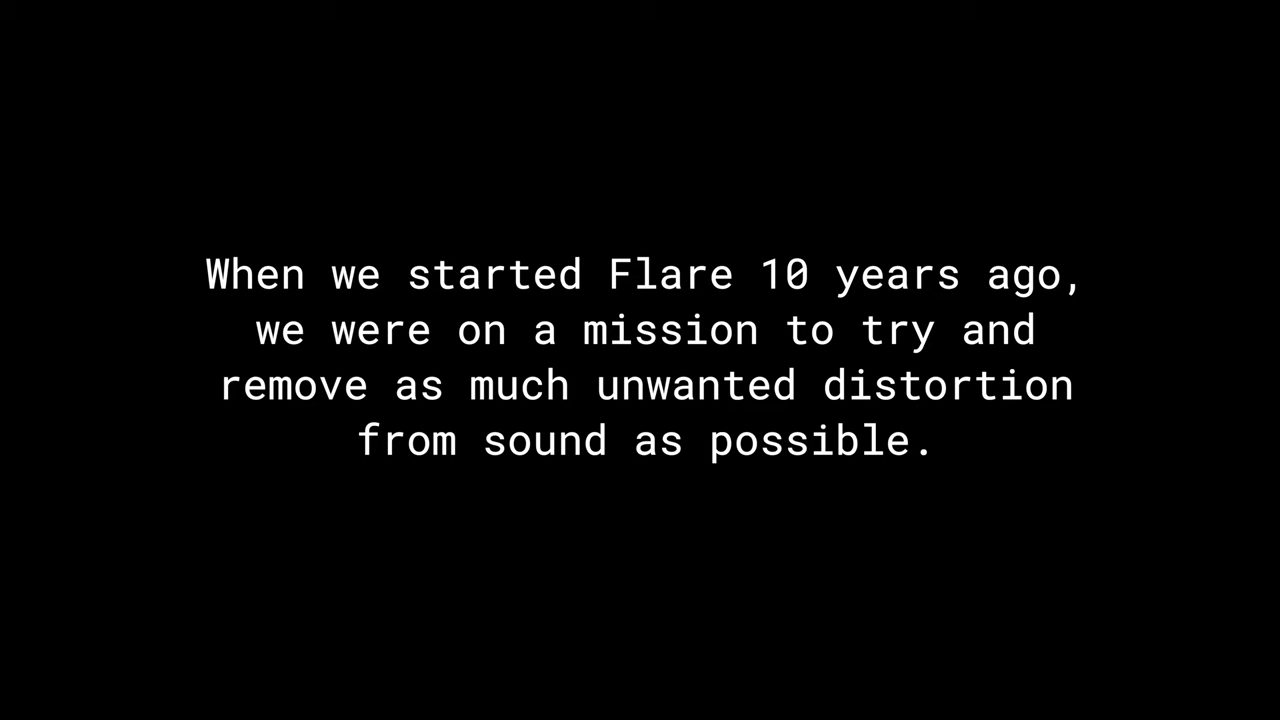 When we started Flare 10 years ago,
we were on a mission to try and
remove as much unwanted distortion
from sound as possible.